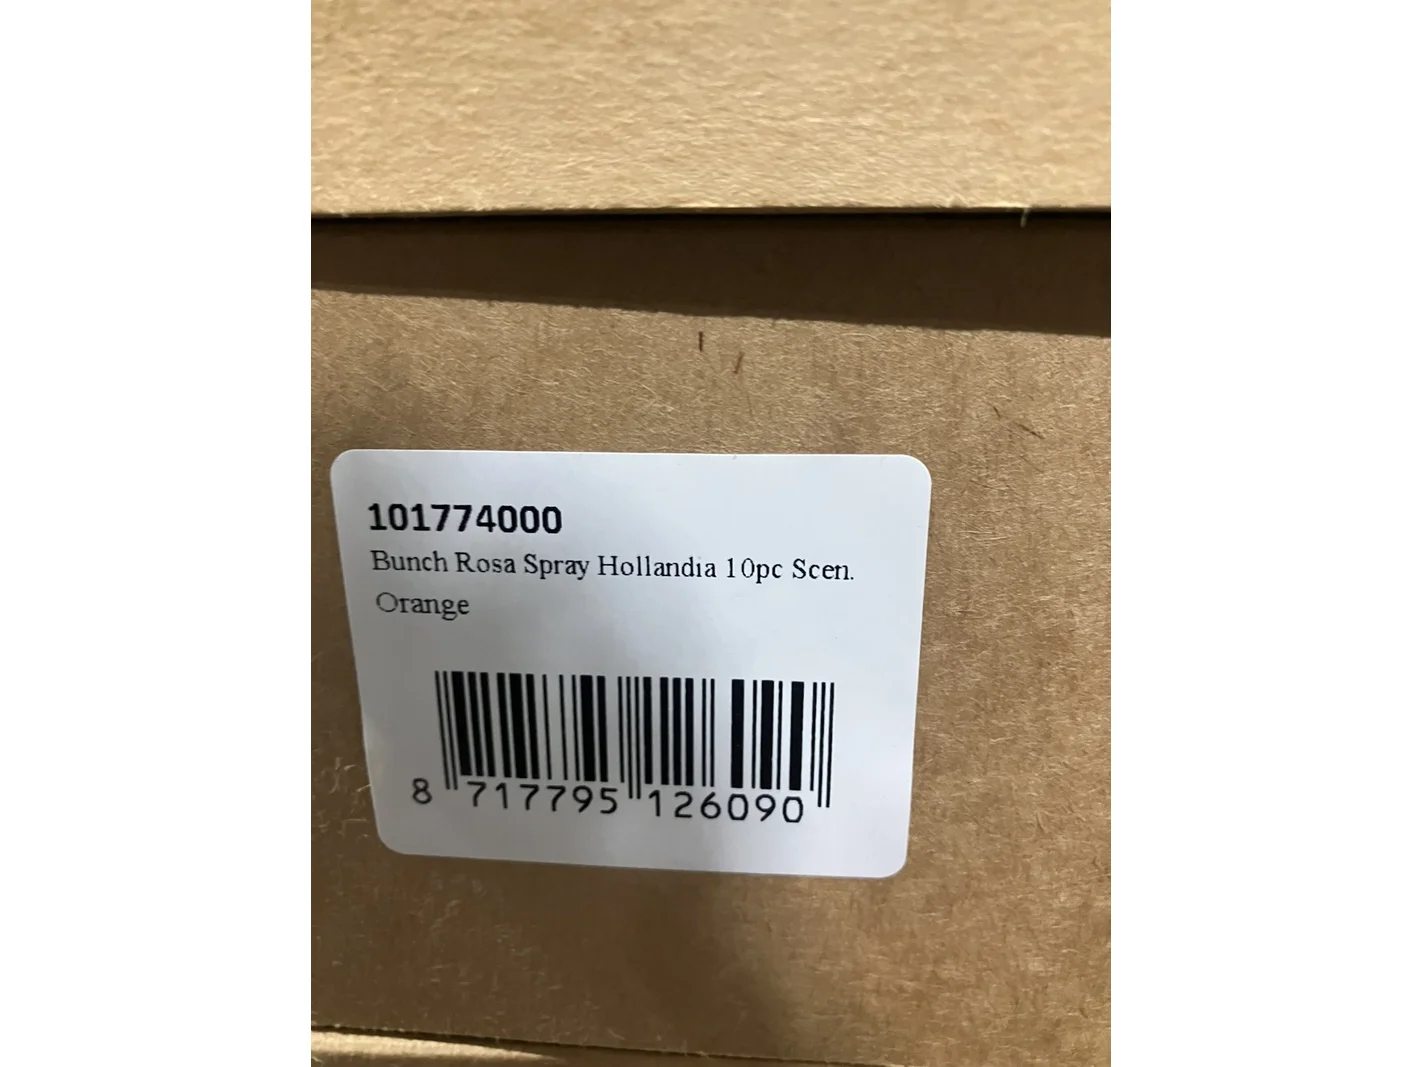 101774000
Bunch Rosa Spray Hollandia 10pc Scen.
Orange
8 717795 126090